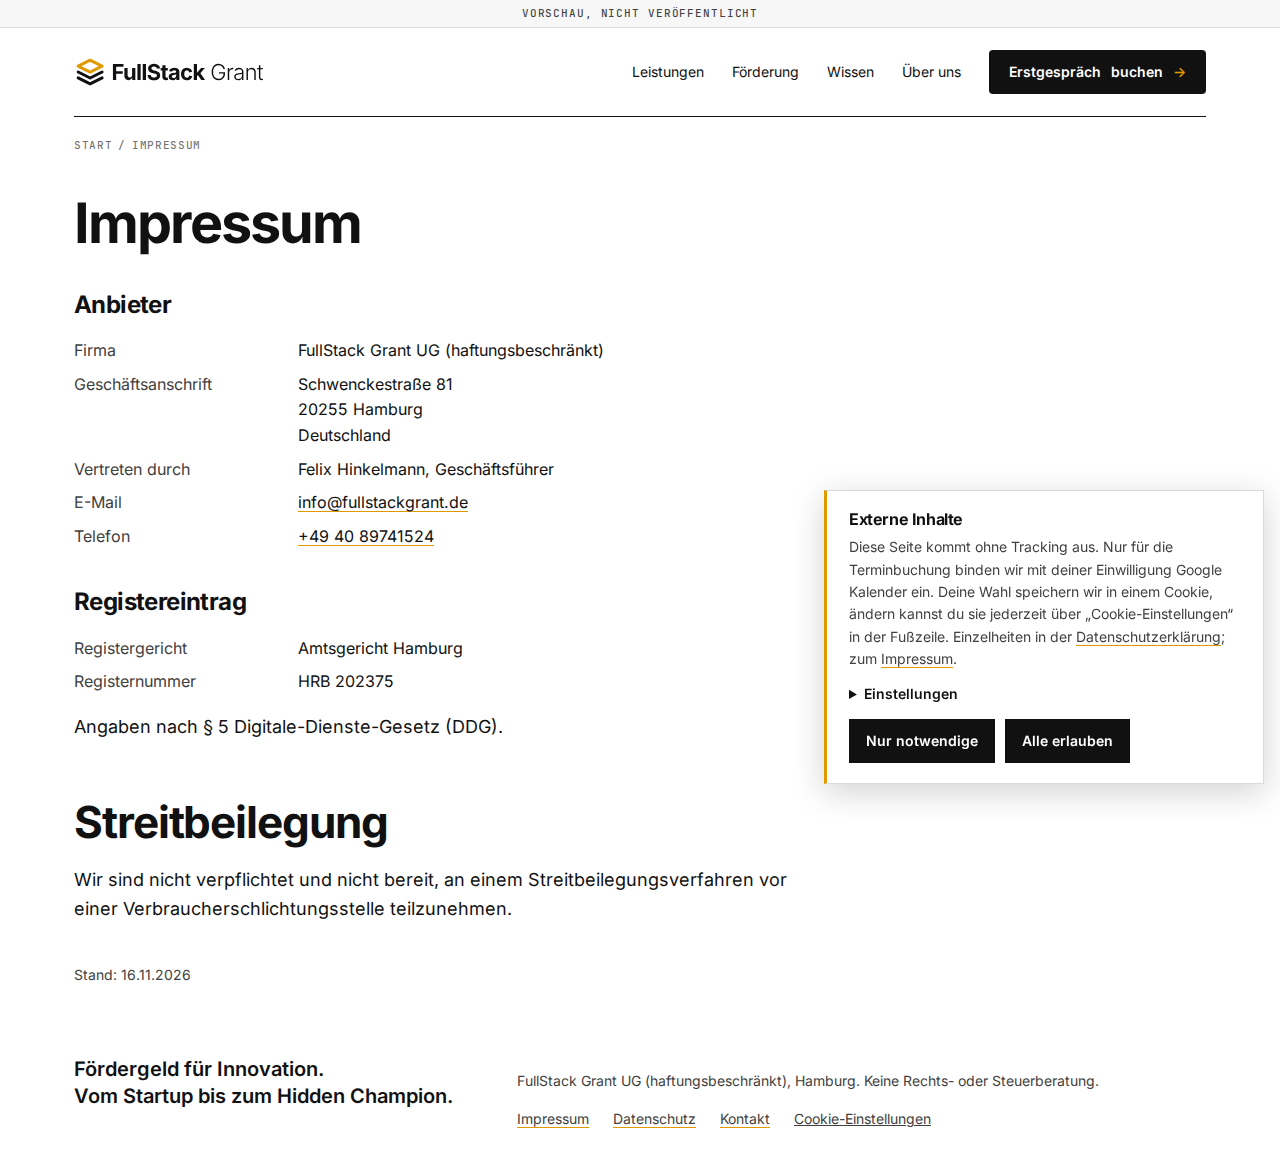 VORSCHAU, NICHT VERÖFFENTLICHT
FullStack Grant
Leistungen Förderung Wissen Über uns Erstgespräch buchen →
START / IMPRESSUM
Impressum
Anbieter
Firma FullStack Grant UG (haftungsbeschränkt)
Geschäftsanschrift Schwenckestraße 81
20255 Hamburg
Deutschland
Vertreten durch Felix Hinkelmann, Geschäftsführer
E-Mail info@fullstackgrant.de
Telefon +49 40 89741524
Registereintrag
Registergericht Amtsgericht Hamburg
Registernummer HRB 202375
Angaben nach § 5 Digitale-Dienste-Gesetz (DDG).
Streitbeilegung
Wir sind nicht verpflichtet und nicht bereit, an einem Streitbeilegungsverfahren vor
einer Verbraucherschlichtungsstelle teilzunehmen.
Stand: 16.11.2026
Externe Inhalte
Diese Seite kommt ohne Tracking aus. Nur für die
Terminbuchung binden wir mit deiner Einwilligung Google
Kalender ein. Deine Wahl speichern wir in einem Cookie,
ändern kannst du sie jederzeit über „Cookie-Einstellungen“
in der Fußzeile. Einzelheiten in der Datenschutzerklärung;
zum Impressum.
Einstellungen
Nur notwendige Alle erlauben
Fördergeld für Innovation.
Vom Startup bis zum Hidden Champion.
FullStack Grant UG (haftungsbeschränkt), Hamburg. Keine Rechts- oder Steuerberatung.
Impressum Datenschutz Kontakt Cookie-Einstellungen